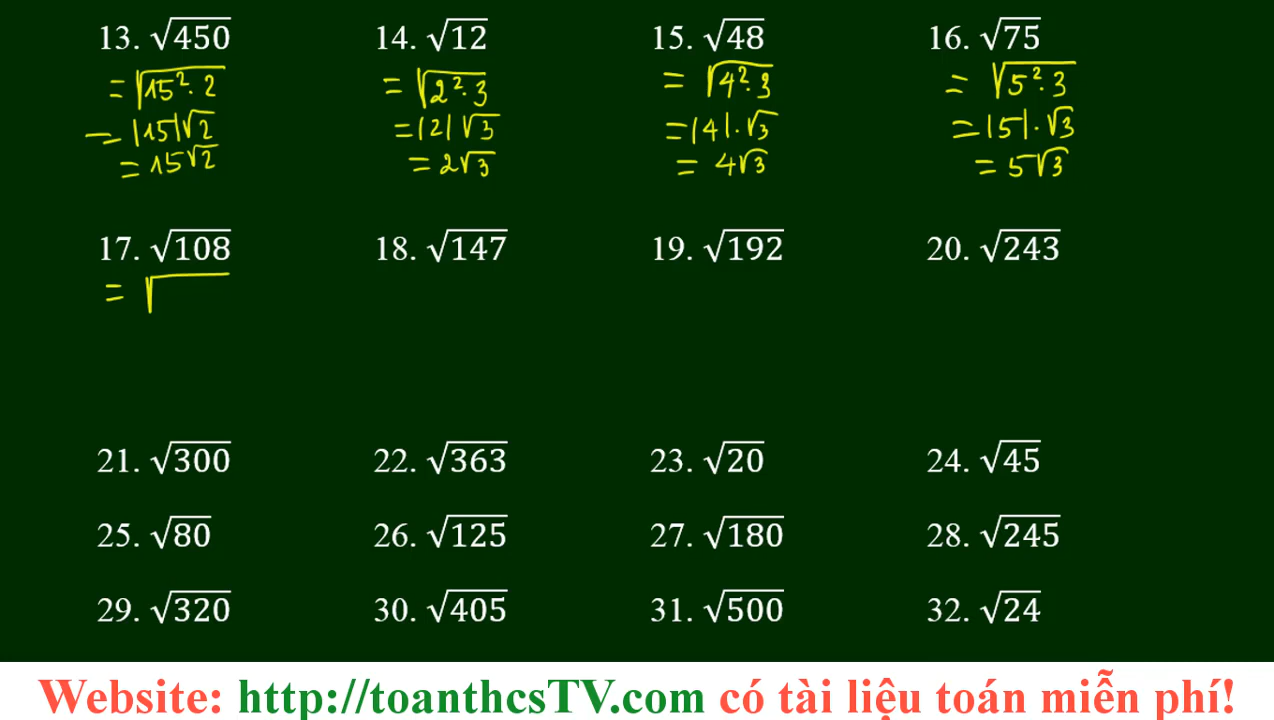 13. √450 14. √12 15. √48 16. √75
= √15²·2 = √2²·3 = √4²·3 = √5²·3
= |15|√2 = |2|√3 = |4|·√3 = |5|·√3
= 15√2 = 2√3 = 4√3 = 5√3
17. √108 18. √147 19. √192 20. √243
= √
21. √300 22. √363 23. √20 24. √45
25. √80 26. √125 27. √180 28. √245
29. √320 30. √405 31. √500 32. √24
Website: http://toanthcsTV.com có tài liệu toán miễn phí!